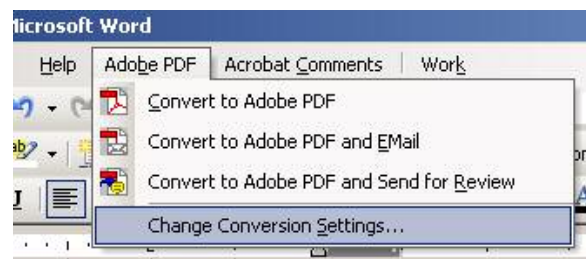 Microsoft Word
Help Adobe PDF Acrobat Comments Work
Convert to Adobe PDF
Convert to Adobe PDF and EMail
Convert to Adobe PDF and Send for Review
Change Conversion Settings...